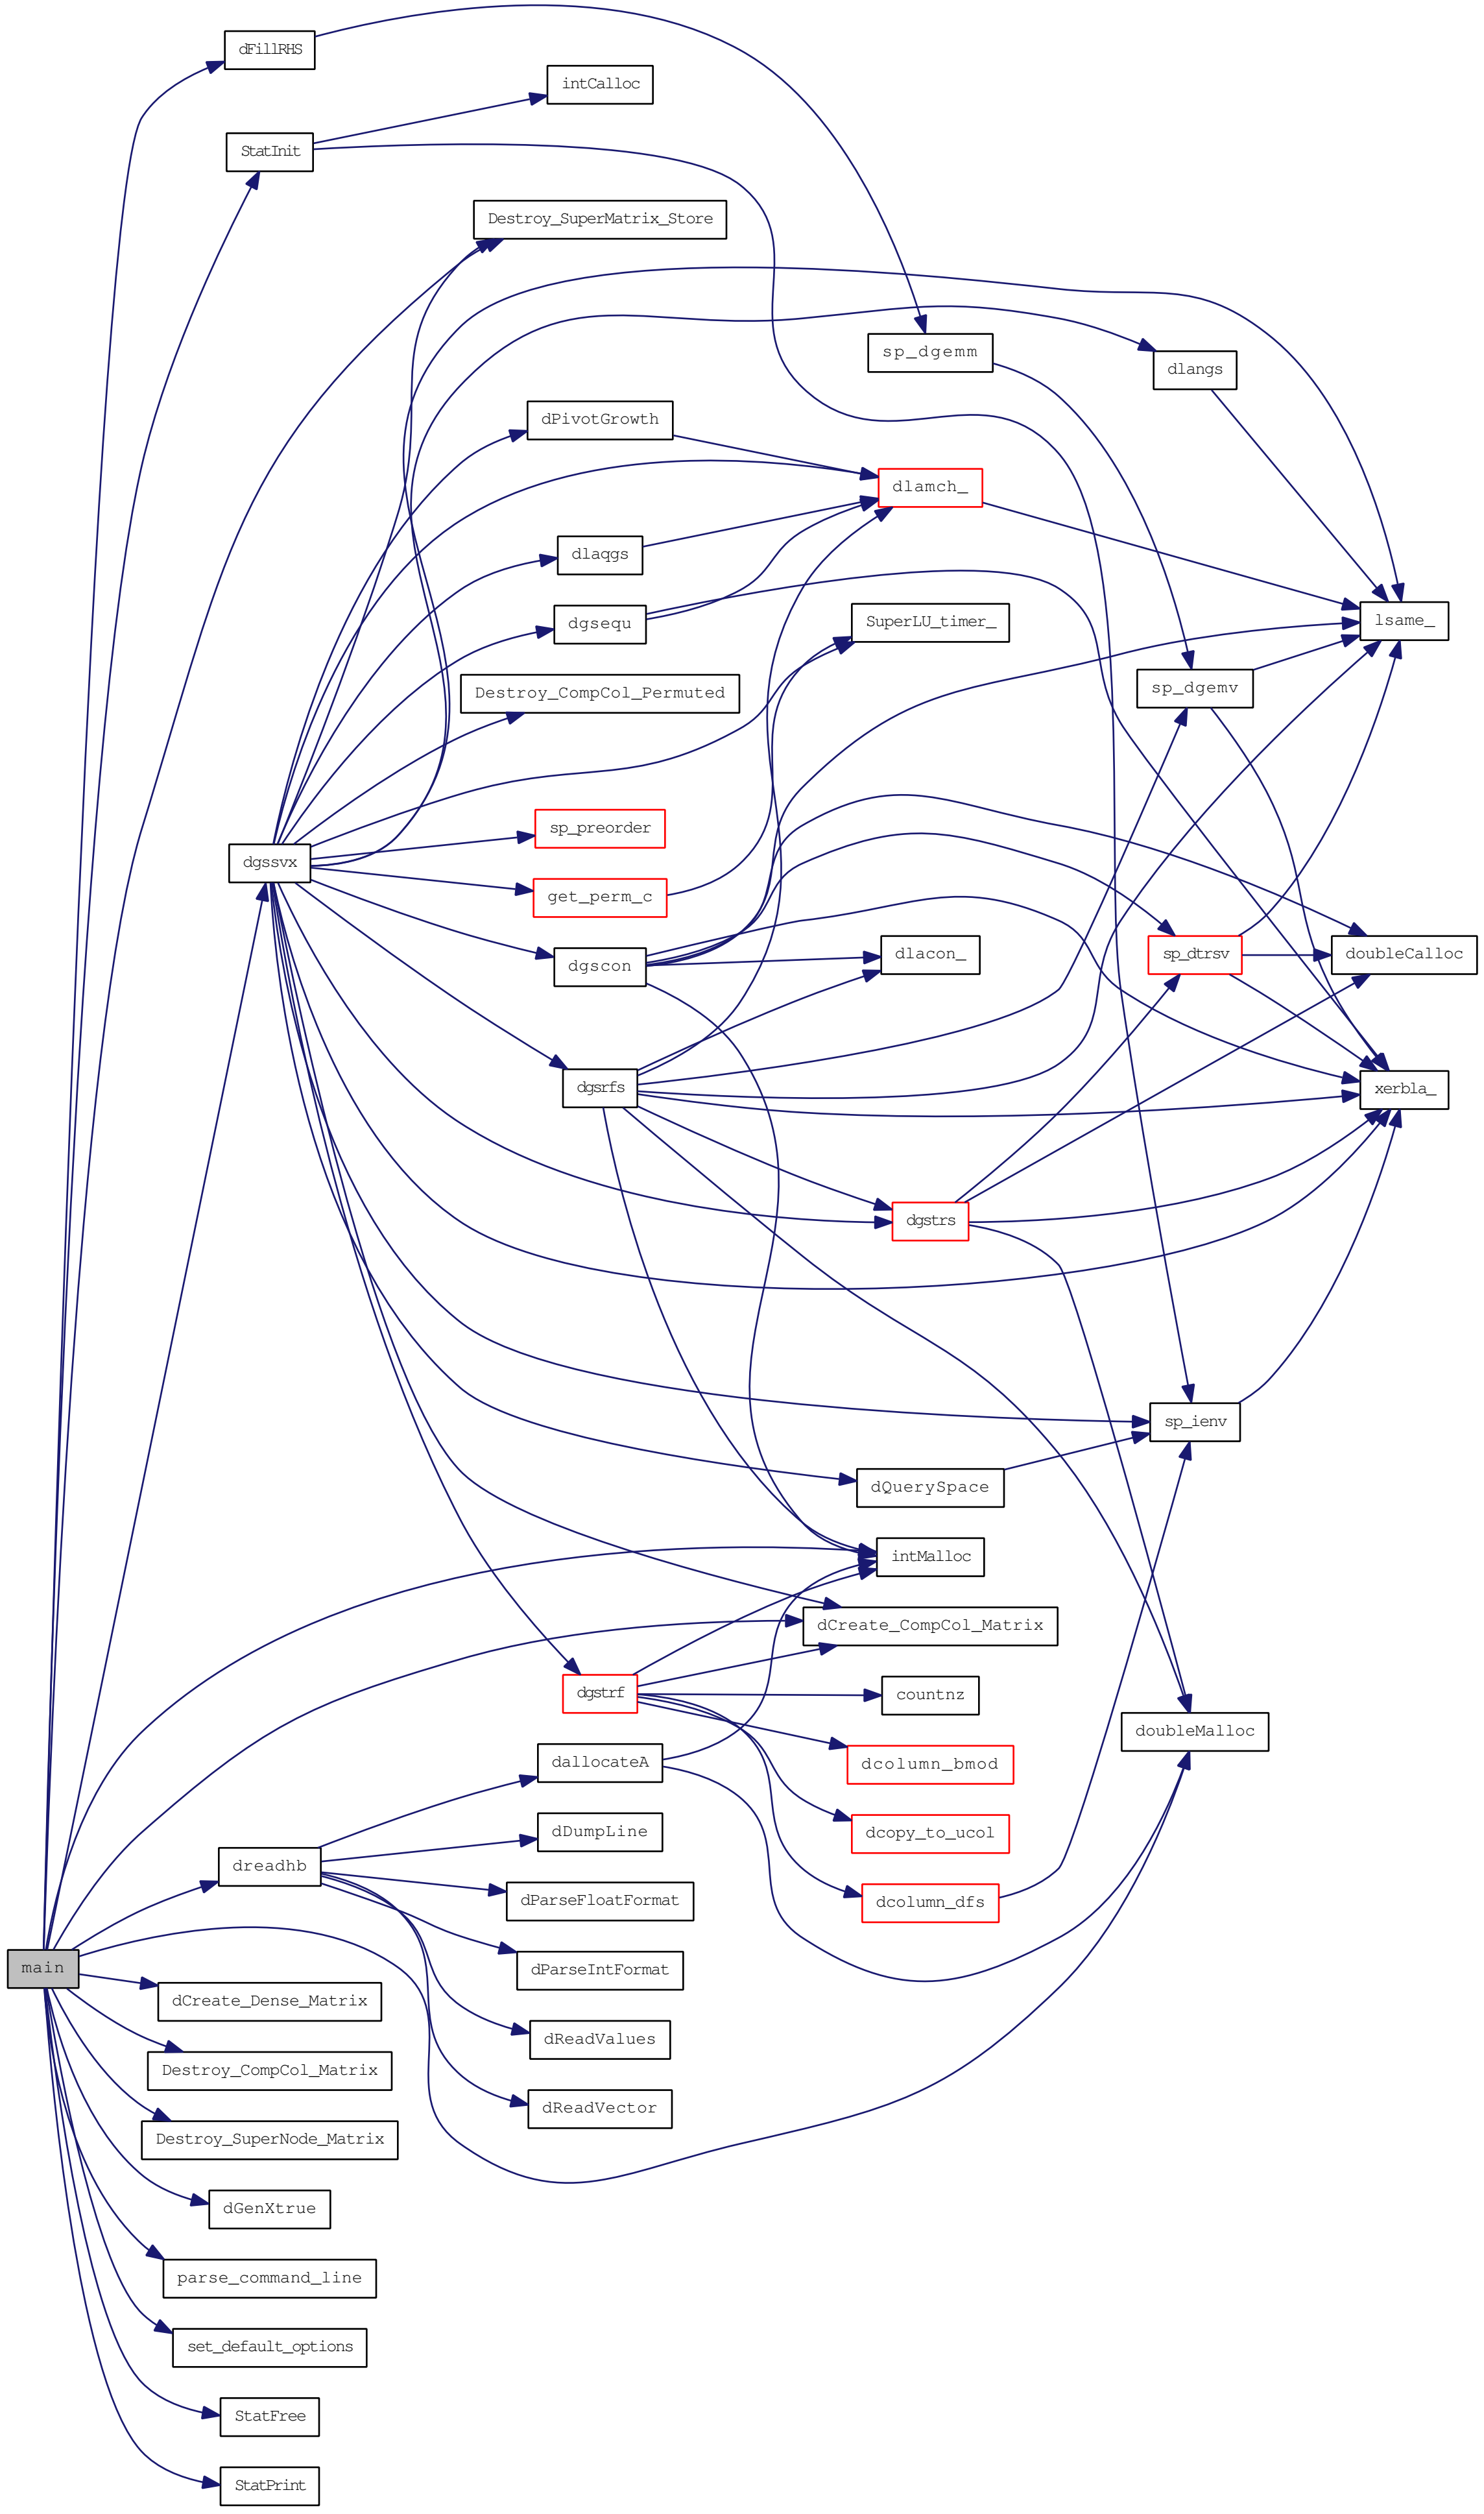 dFillRHS
intCalloc
StatInit
Destroy_SuperMatrix_Store
sp_dgemm
dlangs
dPivotGrowth
dlamch_
dlaqgs
dgsequ
SuperLU_timer_
lsame_
sp_dgemv
Destroy_CompCol_Permuted
sp_preorder
dgssvx
get_perm_c
dgscon
dlacon_
sp_dtrsv
doubleCalloc
dgsrfs
xerbla_
dgstrs
sp_ienv
dQuerySpace
intMalloc
dCreate_CompCol_Matrix
dgstrf
countnz
doubleMalloc
dallocateA
dcolumn_bmod
dDumpLine
dcopy_to_ucol
dreadhb
dParseFloatFormat
dcolumn_dfs
main
dParseIntFormat
dCreate_Dense_Matrix
dReadValues
Destroy_CompCol_Matrix
dReadVector
Destroy_SuperNode_Matrix
dGenXtrue
parse_command_line
set_default_options
StatFree
StatPrint